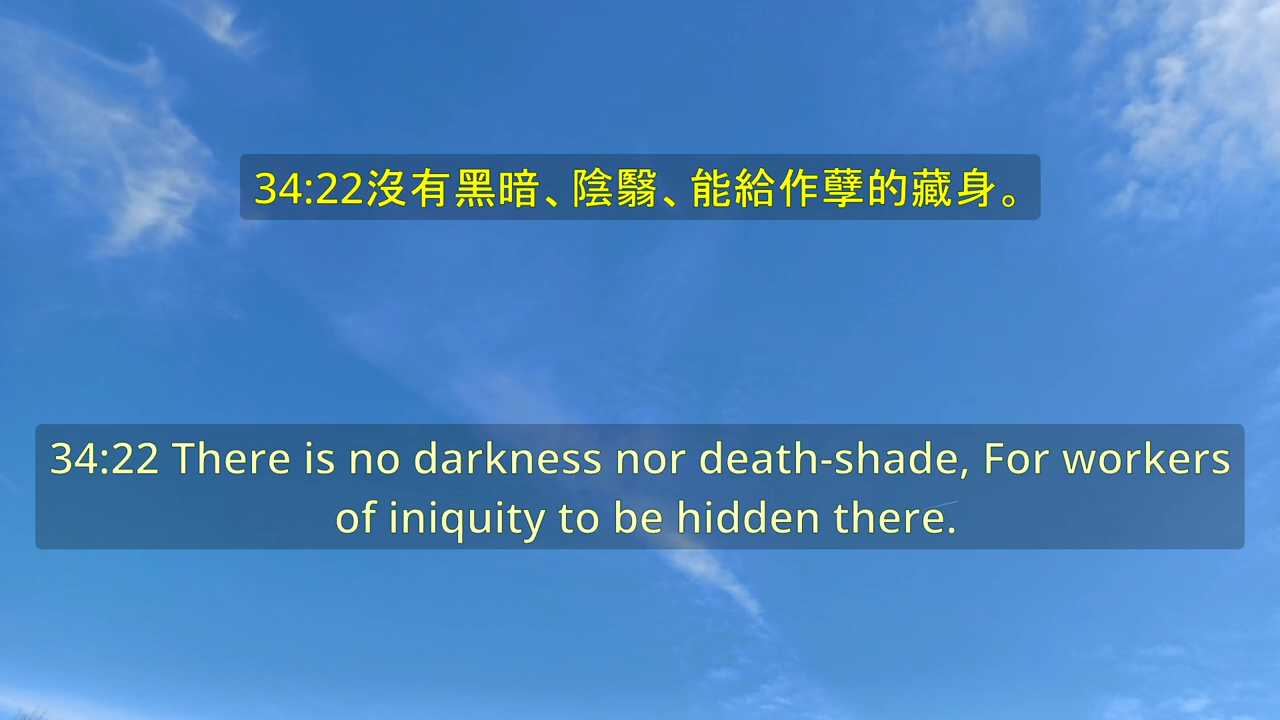 34:22沒有黑暗、陰翳、能給作孽的藏身。
34:22 There is no darkness nor death-shade, For workers
of iniquity to be hidden there.